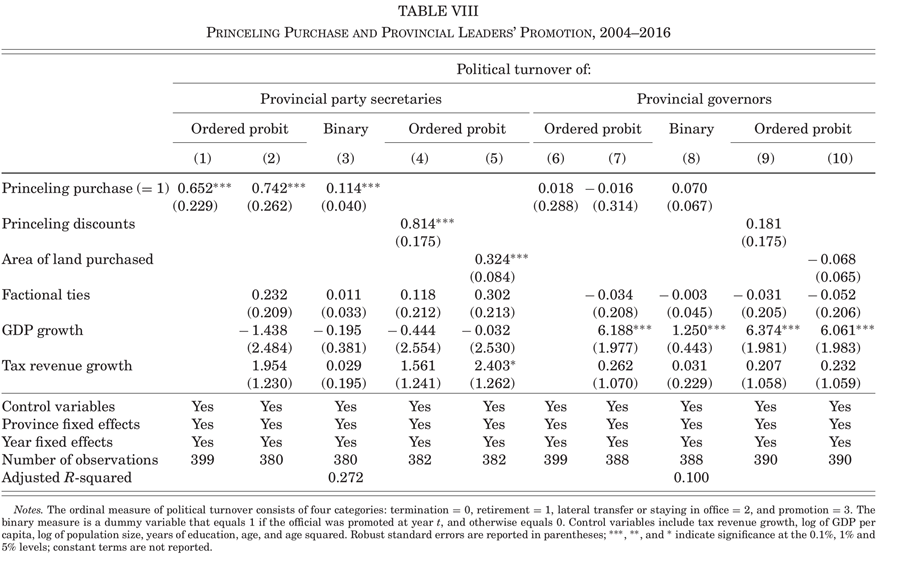 TABLE VIII
PRINCELING PURCHASE AND PROVINCIAL LEADERS’ PROMOTION, 2004–2016
Political turnover of:
Provincial party secretaries Provincial governors
Ordered probit Binary Ordered probit Ordered probit Binary Ordered probit
(1) (2) (3) (4) (5) (6) (7) (8) (9) (10)
Princeling purchase (= 1) 0.652*** 0.742*** 0.114*** 0.018 −0.016 0.070
(0.229) (0.262) (0.040) (0.288) (0.314) (0.067)
Princeling discounts 0.814*** 0.181
(0.175) (0.175)
Area of land purchased 0.324*** −0.068
(0.084) (0.065)
Factional ties 0.232 0.011 0.118 0.302 −0.034 −0.003 −0.031 −0.052
(0.209) (0.033) (0.212) (0.213) (0.208) (0.045) (0.205) (0.206)
GDP growth −1.438 −0.195 −0.444 −0.032 6.188*** 1.250*** 6.374*** 6.061***
(2.484) (0.381) (2.554) (2.530) (1.977) (0.443) (1.981) (1.983)
Tax revenue growth 1.954 0.029 1.561 2.403* 0.262 0.031 0.207 0.232
(1.230) (0.195) (1.241) (1.262) (1.070) (0.229) (1.058) (1.059)
Control variables Yes Yes Yes Yes Yes Yes Yes Yes Yes Yes
Province fixed effects Yes Yes Yes Yes Yes Yes Yes Yes Yes Yes
Year fixed effects Yes Yes Yes Yes Yes Yes Yes Yes Yes Yes
Number of observations 399 380 380 382 382 399 388 388 390 390
Adjusted R-squared 0.272 0.100
Notes. The ordinal measure of political turnover consists of four categories: termination = 0, retirement = 1, lateral transfer or staying in office = 2, and promotion = 3. The
binary measure is a dummy variable that equals 1 if the official was promoted at year t, and otherwise equals 0. Control variables include tax revenue growth, log of GDP per
capita, log of population size, years of education, age, and age squared. Robust standard errors are reported in parentheses; ***, **, and * indicate significance at the 0.1%, 1% and
5% levels; constant terms are not reported.